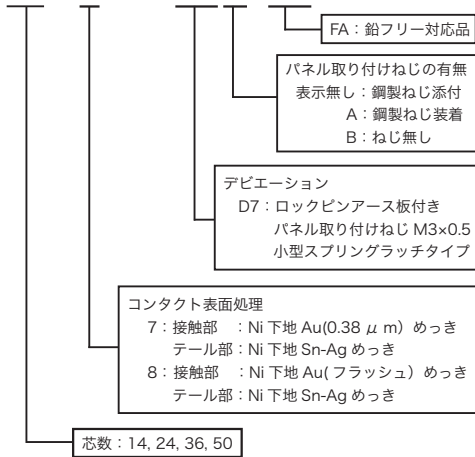 FA：鉛フリー対応品
パネル取り付けねじの有無
表示無し：鋼製ねじ添付
A：鋼製ねじ装着
B：ねじ無し
デビエーション
D7：ロックピンアース板付き
パネル取り付けねじ M3×0.5
小型スプリングラッチタイプ
コンタクト表面処理
7：接触部　：Ni 下地 Au(0.38 μ m）めっき
テール部：Ni 下地 Sn-Ag めっき
8：接触部　：Ni 下地 Au( フラッシュ）めっき
テール部：Ni 下地 Sn-Ag めっき
芯数：14, 24, 36, 50